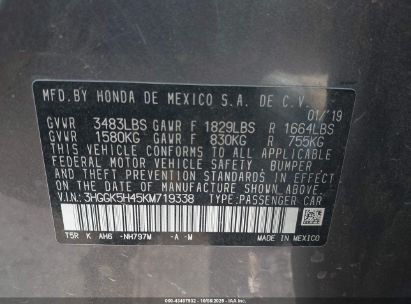 MFD.BY HONDA DE MEXICO S.A. DE C.V.
01/'19
GVWR 3483LBS GAWR F 1829LBS R 1664LBS
GVWR 1580KG GAWR F 830KG R 755KG
THIS VEHICLE CONFORMS TO ALL APPLICABLE
FEDERAL MOTOR VEHICLE SAFETY, BUMPER,
AND THEFT PREVENTION STANDARDS IN EFFECT
ON THE DATE OF MANUFACTURE SHOWN ABOVE.
V.I.N.: 3HGGK5H45KM719338 TYPE:PASSENGER CAR
T5R K AH6 -NH797M -A -M
MADE IN MEXICO